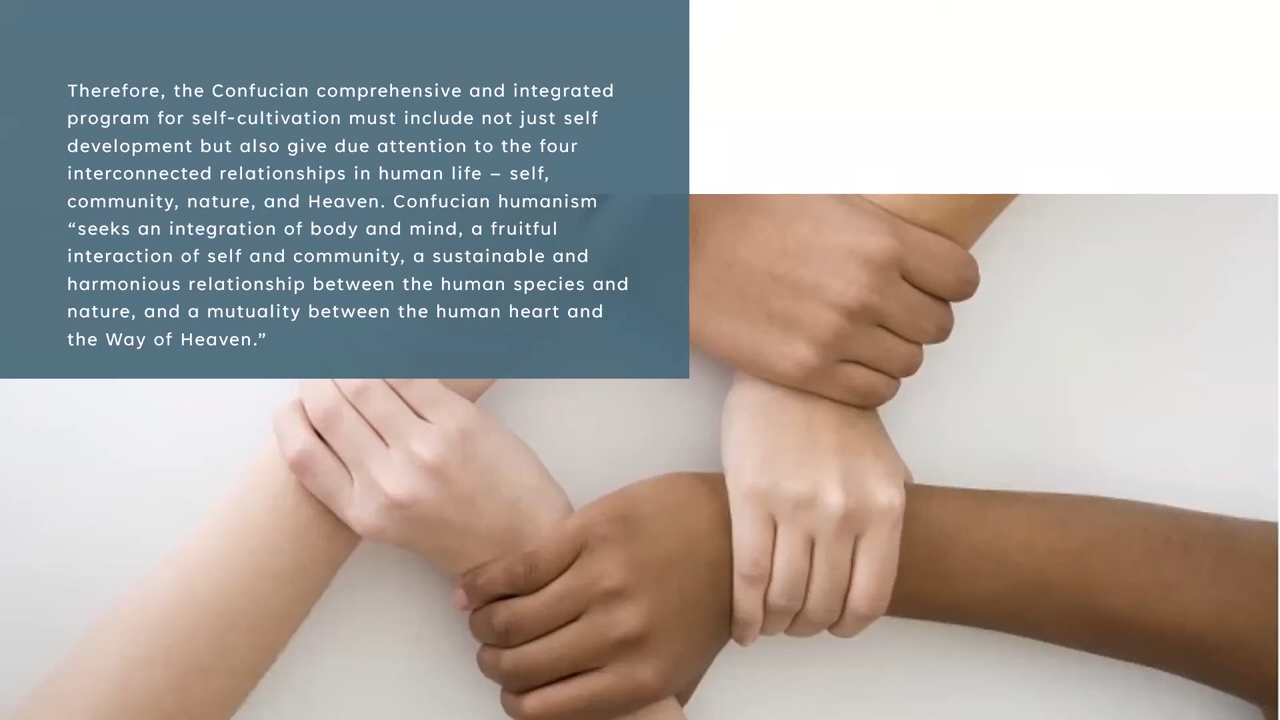 Therefore, the Confucian comprehensive and integrated
program for self-cultivation must include not just self
development but also give due attention to the four
interconnected relationships in human life – self,
community, nature, and Heaven. Confucian humanism
“seeks an integration of body and mind, a fruitful
interaction of self and community, a sustainable and
harmonious relationship between the human species and
nature, and a mutuality between the human heart and
the Way of Heaven.”